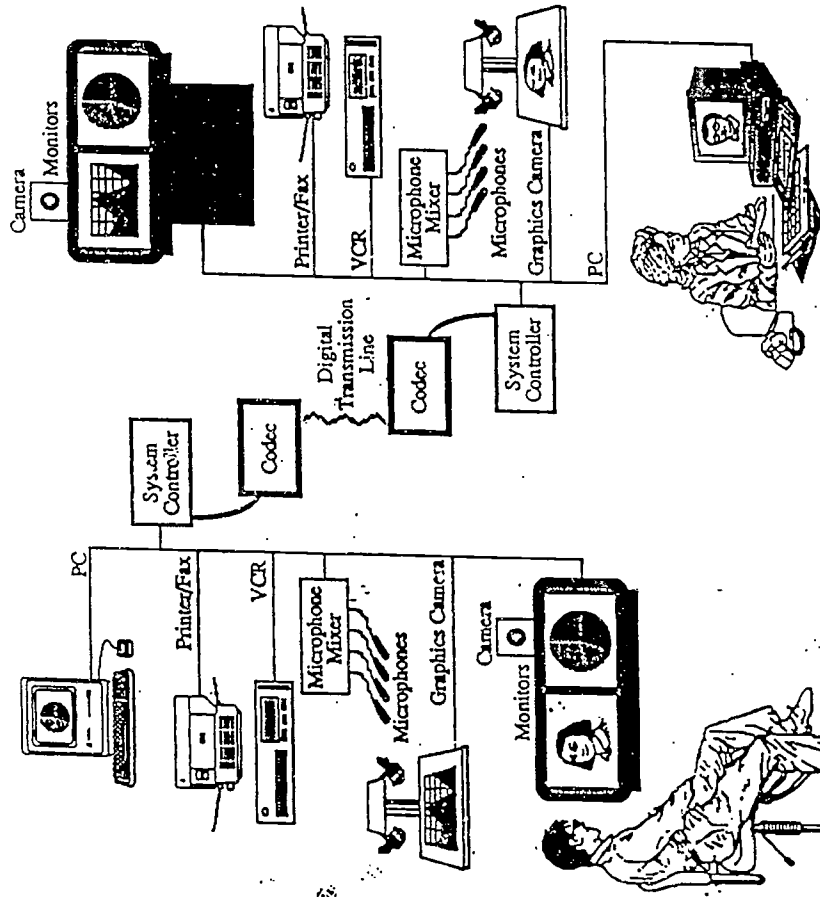 PC
Printer/Fax
VCR
Microphone
Mixer
Microphones
Graphics Camera
Camera
Monitors
System
Controller
Codec
Digital
Transmission
Line
Codec
System
Controller
Camera
Monitors
Printer/Fax
VCR
Microphone
Mixer
Microphones
Graphics Camera
PC